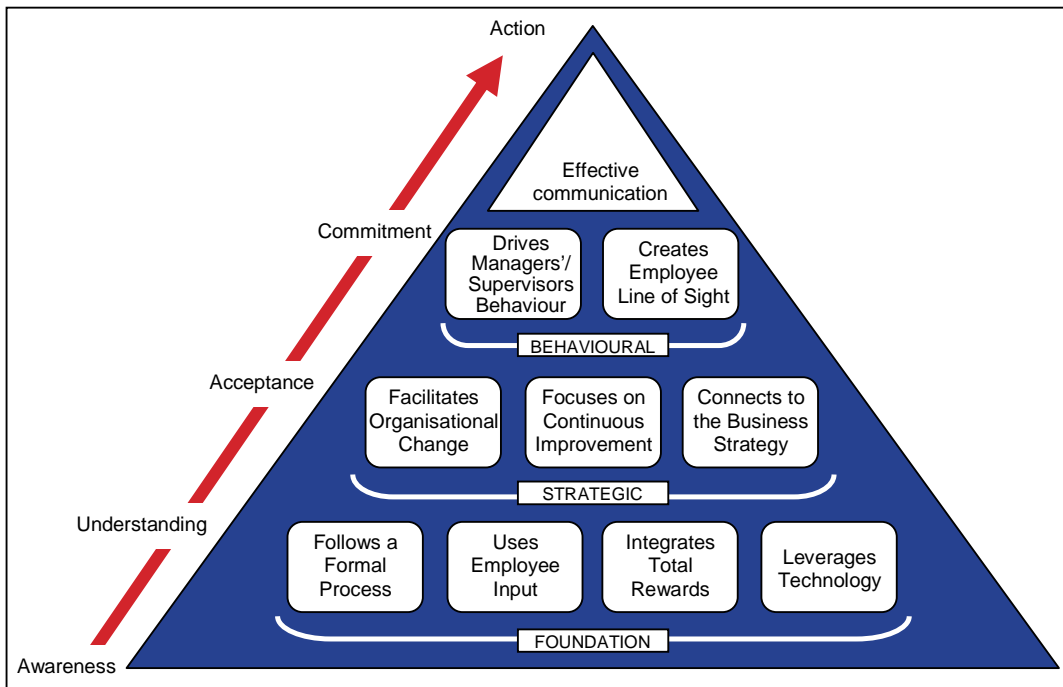 Action
Effective
communication
Commitment
Drives
Managers'/
Supervisors
Behaviour
Creates
Employee
Line of Sight
BEHAVIOURAL
Acceptance
Facilitates
Organisational
Change
Focuses on
Continuous
Improvement
Connects to
the Business
Strategy
STRATEGIC
Understanding
Follows a
Formal
Process
Uses
Employee
Input
Integrates
Total
Rewards
Leverages
Technology
FOUNDATION
Awareness